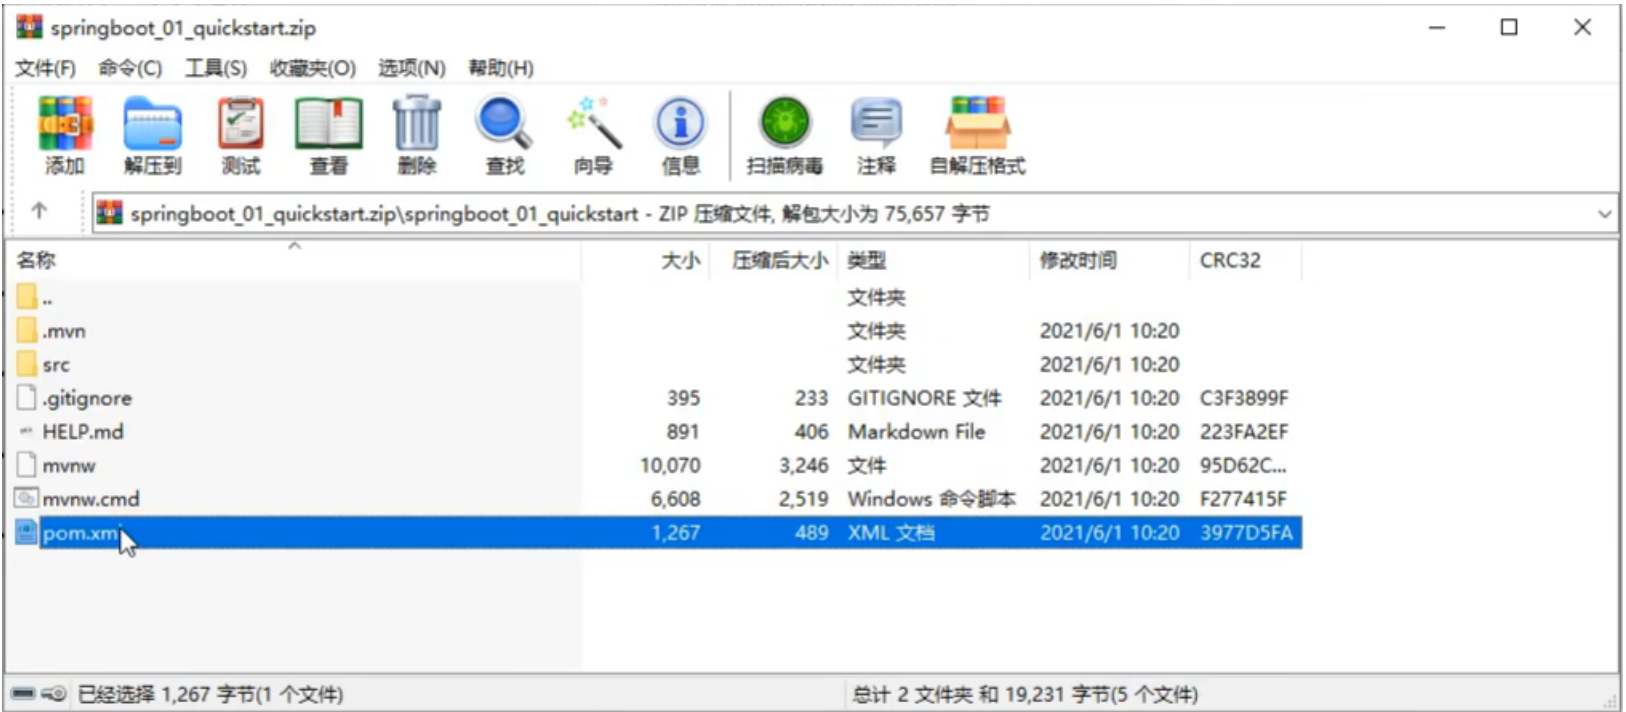 springboot_01_quickstart.zip
文件(F) 命令(C) 工具(S) 收藏夹(O) 选项(N) 帮助(H)
添加 解压到 测试 查看 删除 查找 向导 信息 扫描病毒 注释 自解压格式
springboot_01_quickstart.zip\springboot_01_quickstart - ZIP 压缩文件, 解包大小为 75,657 字节
名称 大小 压缩后大小 类型 修改时间 CRC32
.. 文件夹
.mvn 文件夹 2021/6/1 10:20
src 文件夹 2021/6/1 10:20
.gitignore 395 233 GITIGNORE 文件 2021/6/1 10:20 C3F3899F
HELP.md 891 406 Markdown File 2021/6/1 10:20 223FA2EF
mvnw 10,070 3,246 文件 2021/6/1 10:20 95D62C...
mvnw.cmd 6,608 2,519 Windows 命令脚本 2021/6/1 10:20 F277415F
pom.xml 1,267 489 XML 文档 2021/6/1 10:20 3977D5FA
已经选择 1,267 字节(1 个文件) 总计 2 文件夹 和 19,231 字节(5 个文件)